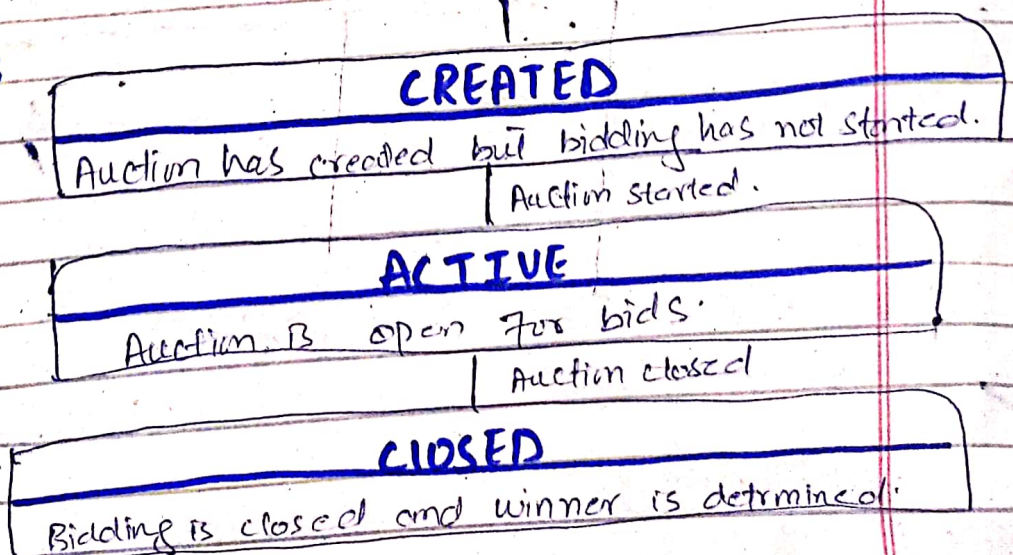 CREATED
Auction has created but bidding has not started.
Auction started.
ACTIVE
Auction is open for bids.
Auction closed
CLOSED
Bidding is closed and winner is detrmined.